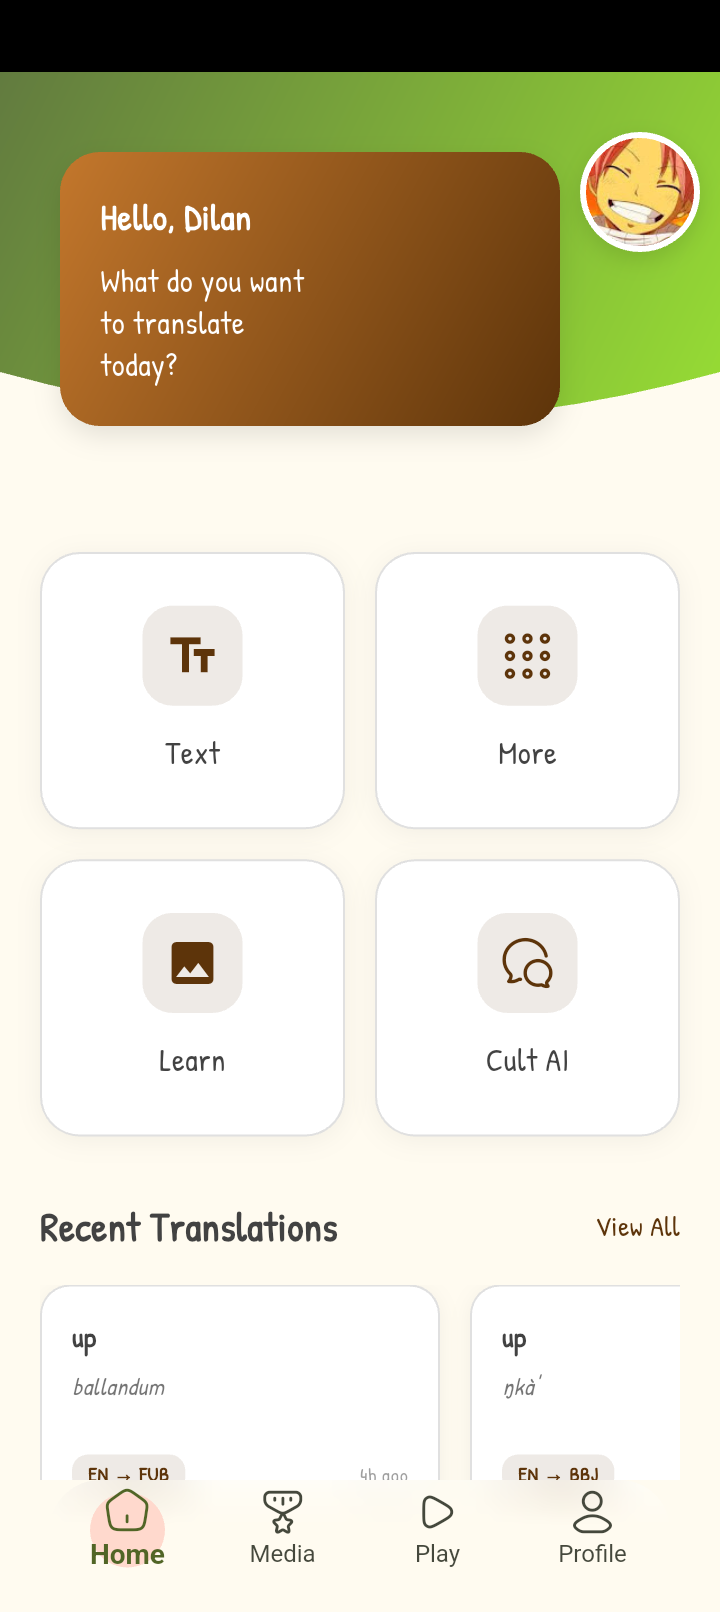 Hello, Dilan
What do you want
to translate
today?
Text
More
Learn
Cult AI
Recent Translations
View All
up
ballandum
EN → FUB
4h ago
up
ŋkà'
EN → BBJ
Home
Media
Play
Profile